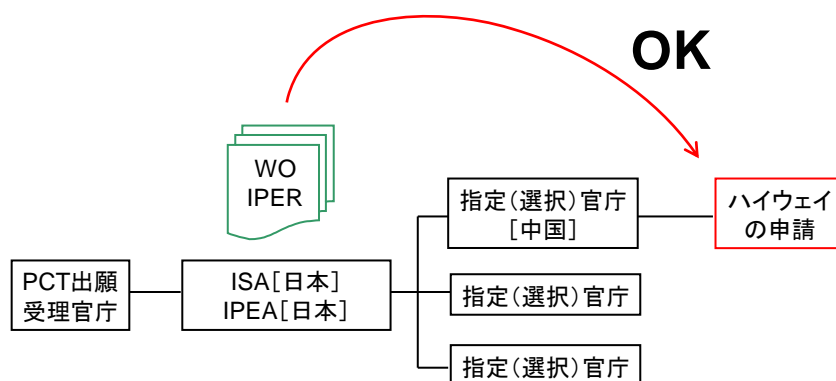 OK
WO
IPER
指定(選択)官庁
[中国]
ハイウェイ
の申請
PCT出願
受理官庁
ISA[日本]
IPEA[日本]
指定(選択)官庁
指定(選択)官庁